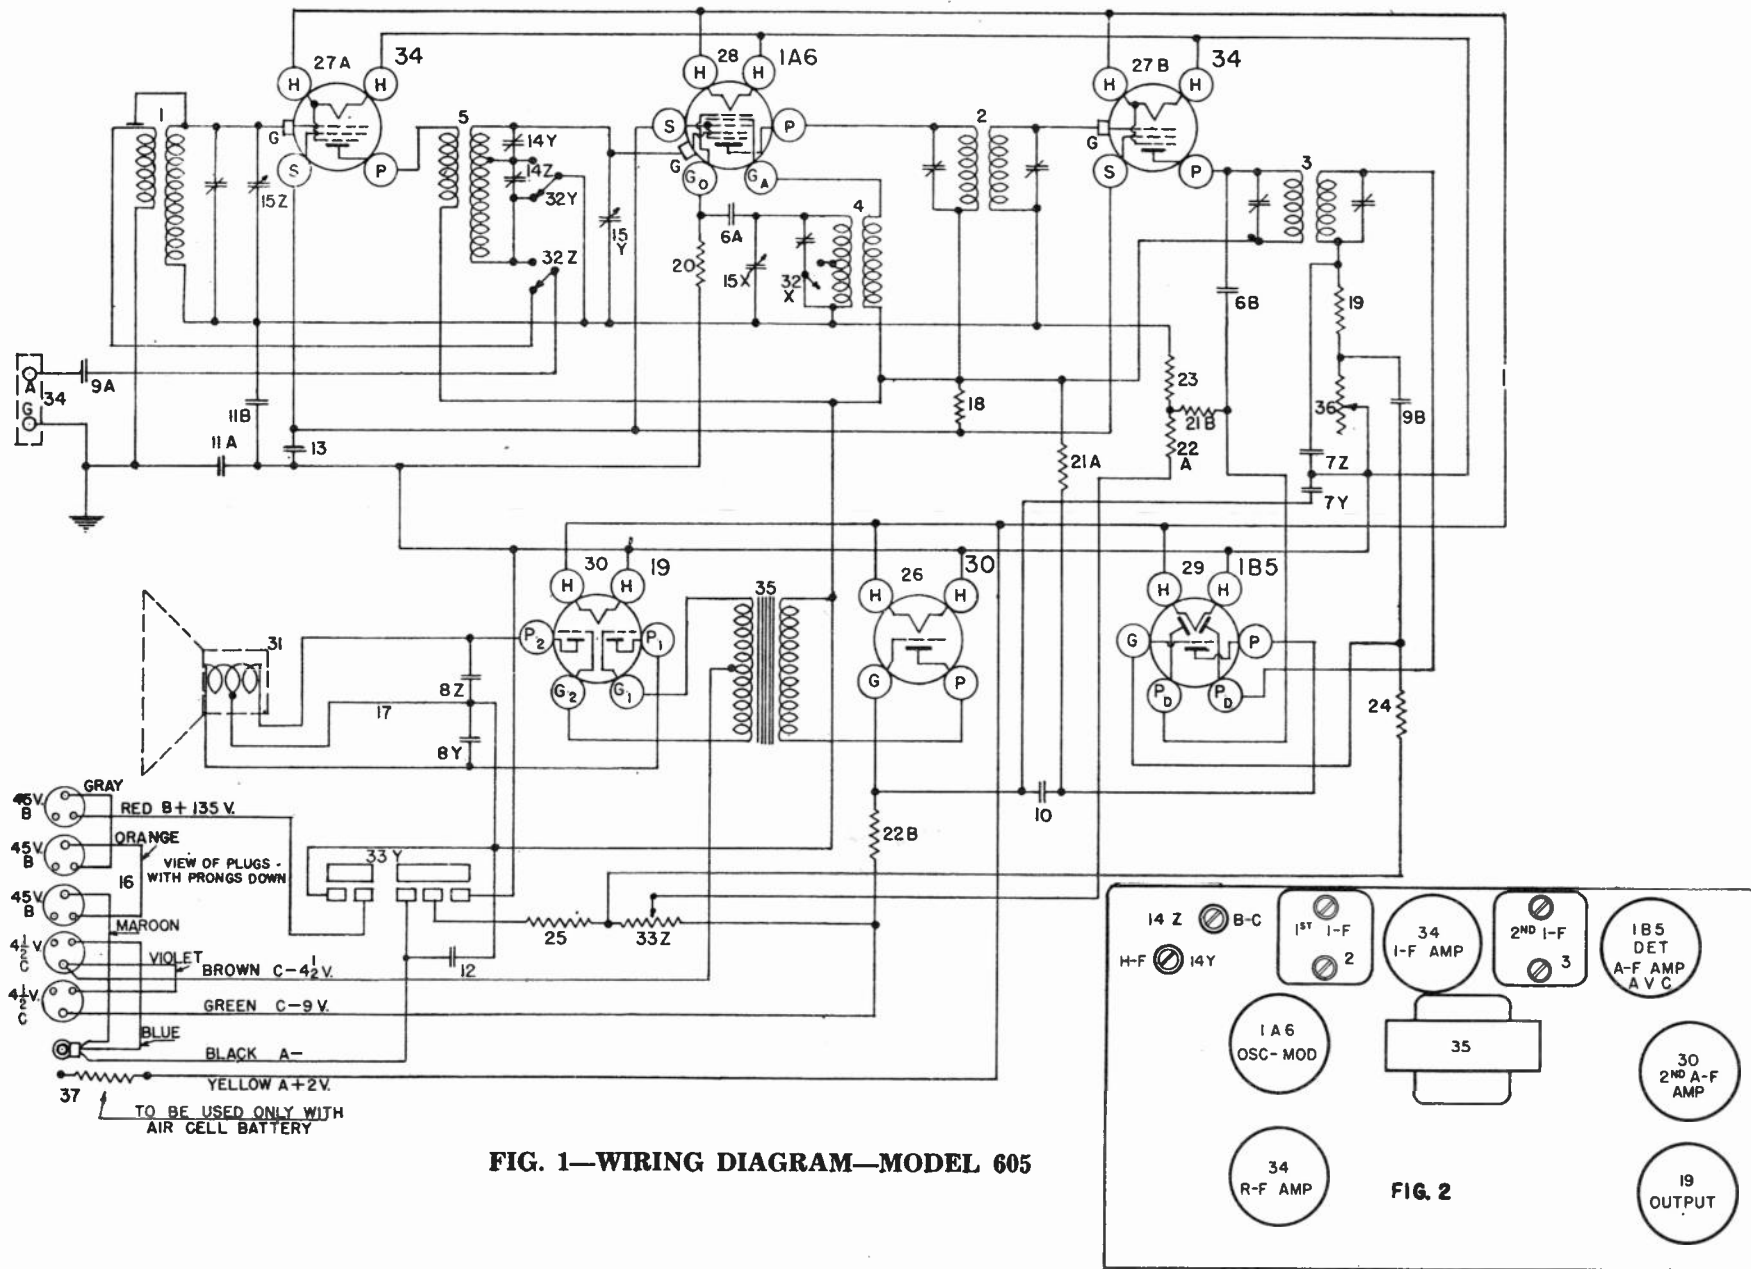 27A
34
H
H
1
G
S
P
15Z
5
14Y
14Z
32Y
32Z
15
Y
28
1A6
H
H
S
P
G
GO
GA
6A
20
15X
32
X
4
2
27B
34
H
H
G
S
P
3
6B
19
36
9B
7Z
7Y
23
21B
22
A
18
21A
A
G
34
9A
11B
11A
13
30
19
H
H
P2
P1
G2
G1
35
26
30
H
H
G
P
29
1B5
H
H
G
P
PD
PD
24
31
8Z
17
8Y
10
22B
33Y
25
33Z
12
45V.
B
GRAY
RED B+ 135 V.
45V.
B
ORANGE
VIEW OF PLUGS -
WITH PRONGS DOWN
16
45V
B
MAROON
4½ V
C
VIOLET
BROWN C-4½ V.
4½ V.
C
GREEN C-9 V.
BLUE
BLACK A-
YELLOW A+2V.
37
TO BE USED ONLY WITH
AIR CELL BATTERY
FIG. 1—WIRING DIAGRAM—MODEL 605
14 Z
B-C
H-F
14Y
1ST I-F
2
34
I-F AMP
2ND I-F
3
1B5
DET
A-F AMP
A V C
1A6
OSC-MOD
35
30
2ND A-F
AMP
34
R-F AMP
FIG. 2
19
OUTPUT